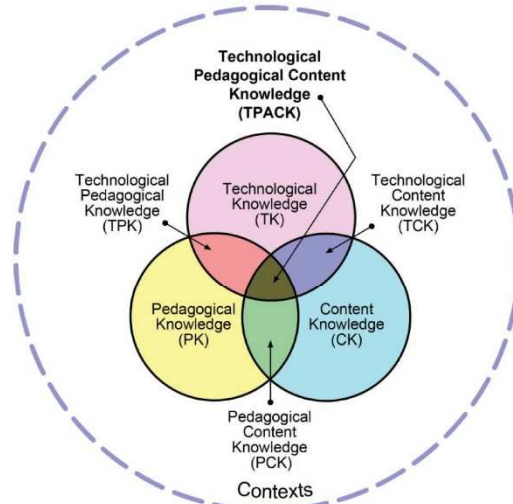 Technological
Pedagogical Content
Knowledge
(TPACK)
Technological
Pedagogical
Knowledge
(TPK)
Technological
Knowledge
(TK)
Technological
Content
Knowledge
(TCK)
Pedagogical
Knowledge
(PK)
Content
Knowledge
(CK)
Pedagogical
Content
Knowledge
(PCK)
Contexts